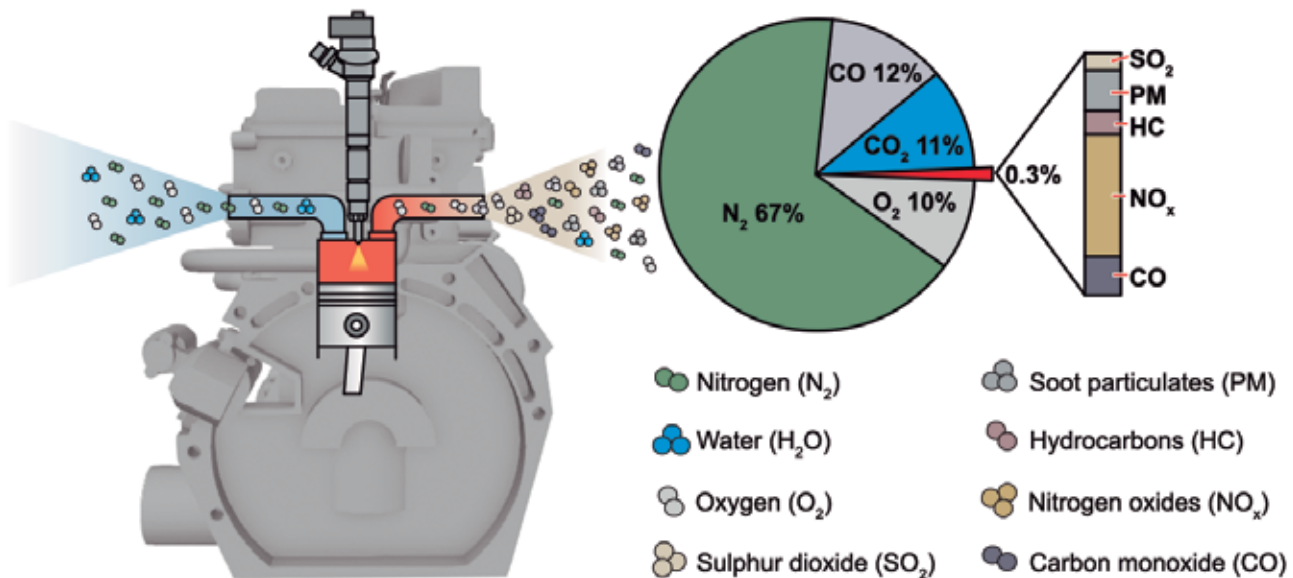 CO 12%
CO₂ 11%
0.3%
O₂ 10%
N₂ 67%
SO₂
PM
HC
NOₓ
CO
Nitrogen (N₂)
Water (H₂O)
Oxygen (O₂)
Sulphur dioxide (SO₂)
Soot particulates (PM)
Hydrocarbons (HC)
Nitrogen oxides (NOₓ)
Carbon monoxide (CO)